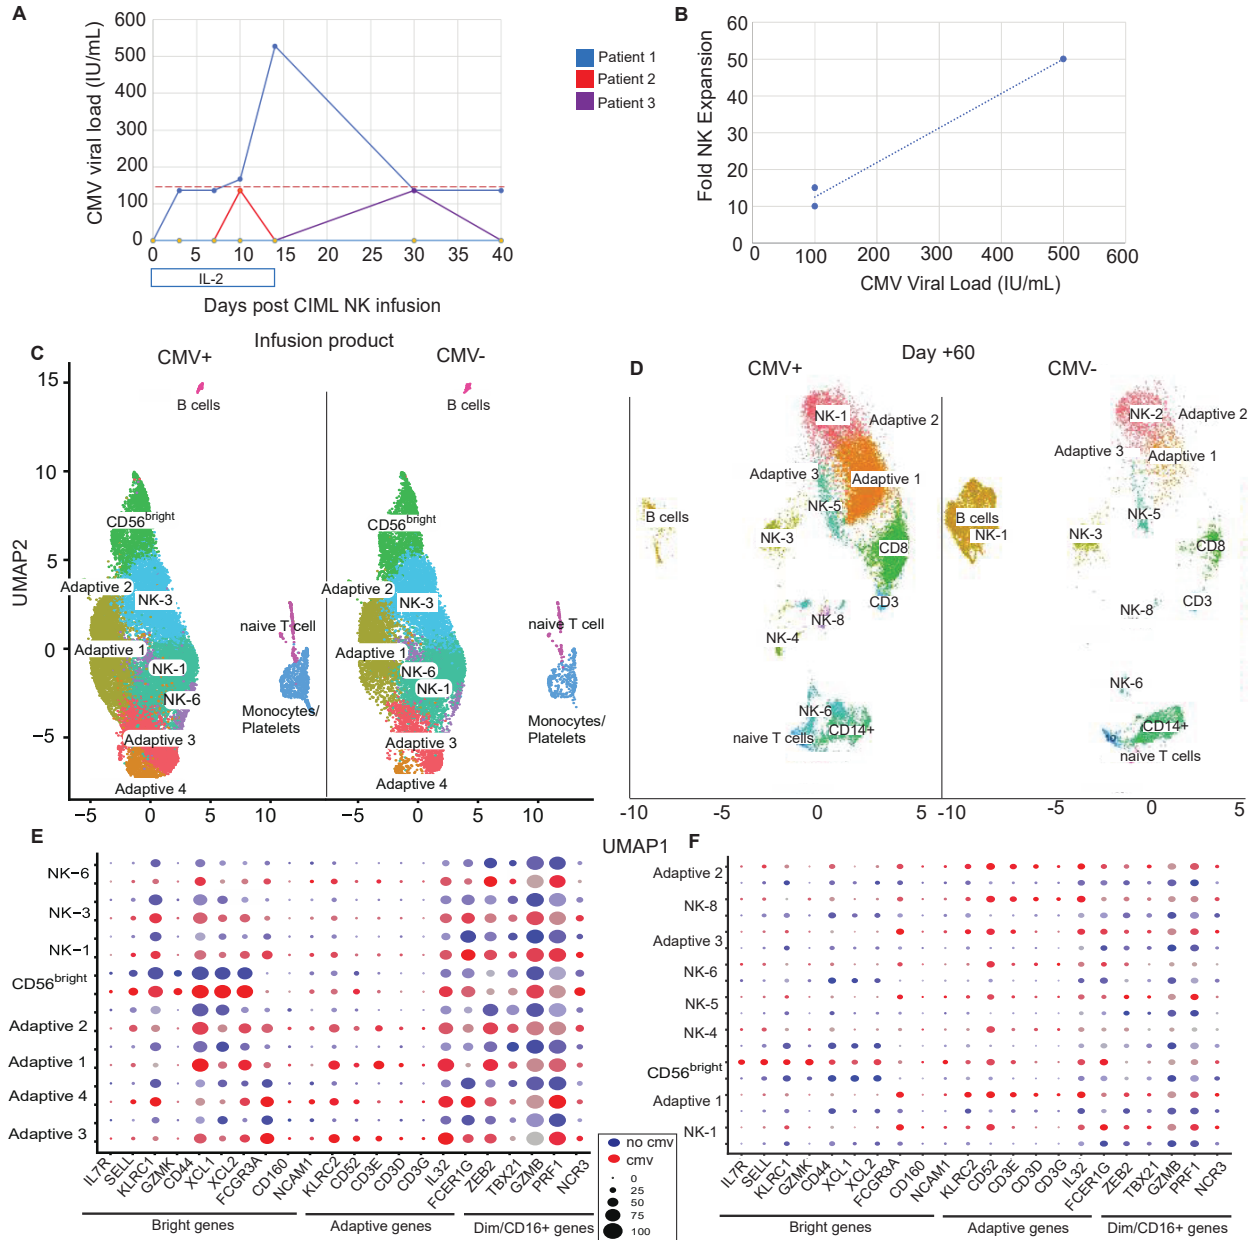 A
600
500
400
300
200
100
0
CMV viral load (IU/mL)
0 5 10 15 20 25 30 35 40
IL-2
Days post CIML NK infusion
Patient 1
Patient 2
Patient 3
B
60
50
40
30
20
10
0
Fold NK Expansion
0 100 200 300 400 500 600
CMV Viral Load (IU/mL)
C
Infusion product
CMV+
CMV-
15
10
5
0
−5
UMAP2
B cells
CD56bright
Adaptive 2
NK-3
Adaptive 1
NK-1
NK-6
Adaptive 3
Adaptive 4
naive T cell
Monocytes/
Platelets
B cells
CD56bright
Adaptive 2
NK-3
Adaptive 1
NK-6
NK-1
Adaptive 3
Adaptive 4
naive T cell
Monocytes/
Platelets
−5 0 5 10 −5 0 5 10
D
Day +60
CMV+
CMV-
NK-1
Adaptive 2
Adaptive 3
Adaptive 1
B cells
NK-5
NK-3
CD8
CD3
NK-8
NK-4
NK-6
naive T cells
CD14+
NK-2
Adaptive 2
Adaptive 3
Adaptive 1
B cells
NK-5
NK-1
NK-3
CD8
CD3
NK-8
NK-6
CD14+
naive T cells
-10 -5 0 5 -10 -5 0 5
UMAP1
E
NK−6
NK−3
NK−1
CD56bright
Adaptive 2
Adaptive 1
Adaptive 4
Adaptive 3
IL7R SELL KLRC1 GZMK CD44 XCL1 XCL2 FCGR3A CD160 NCAM1 KLRC2 CD52 CD3E CD3D CD3G IL32 FCER1G ZEB2 TBX21 GZMB PRF1 NCR3
Bright genes
Adaptive genes
Dim/CD16+ genes
no cmv
cmv
0
25
50
75
100
F
Adaptive 2
NK-8
Adaptive 3
NK-6
NK-5
NK-4
CD56bright
Adaptive 1
NK-1
IL7R SELL KLRC1 GZMK CD44 XCL1 XCL2 FCGR3A CD160 NCAM1 KLRC2 CD52 CD3E CD3D CD3G IL32 FCER1G ZEB2 TBX21 GZMB PRF1 NCR3
Bright genes
Adaptive genes
Dim/CD16+ genes